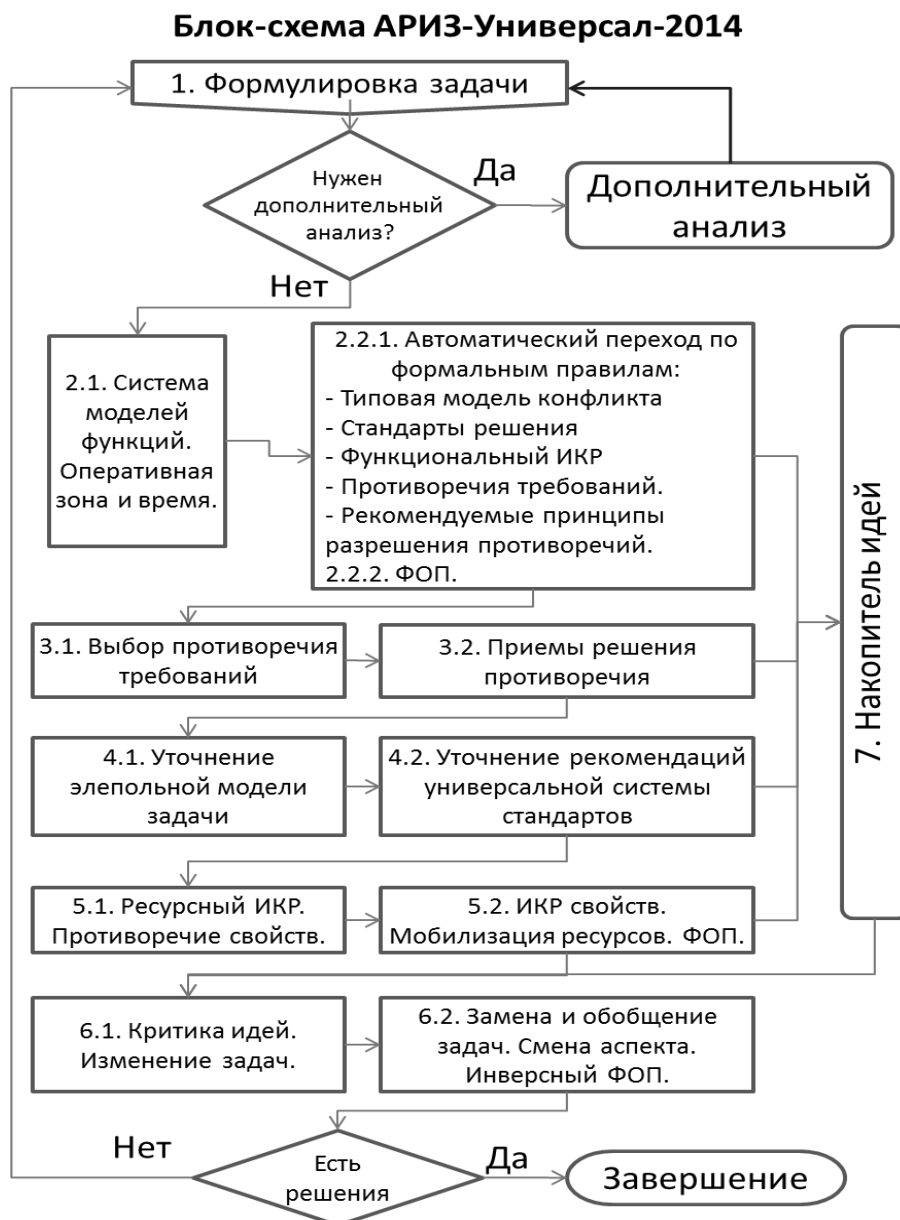 Блок-схема АРИЗ-Универсал-2014
1. Формулировка задачи
Нужен
дополнительный
анализ?
Да
Дополнительный
анализ
Нет
2.1. Система
моделей
функций.
Оперативная
зона и время.
2.2.1. Автоматический переход по
формальным правилам:
- Типовая модель конфликта
- Стандарты решения
- Функциональный ИКР
- Противоречия требований.
- Рекомендуемые принципы
разрешения противоречий.
2.2.2. ФОП.
7. Накопитель идей
3.1. Выбор противоречия
требований
3.2. Приемы решения
противоречия
4.1. Уточнение
элепольной модели
задачи
4.2. Уточнение рекомендаций
универсальной системы
стандартов
5.1. Ресурсный ИКР.
Противоречие свойств.
5.2. ИКР свойств.
Мобилизация ресурсов. ФОП.
6.1. Критика идей.
Изменение задач.
6.2. Замена и обобщение
задач. Смена аспекта.
Инверсный ФОП.
Нет
Есть
решения
Да
Завершение